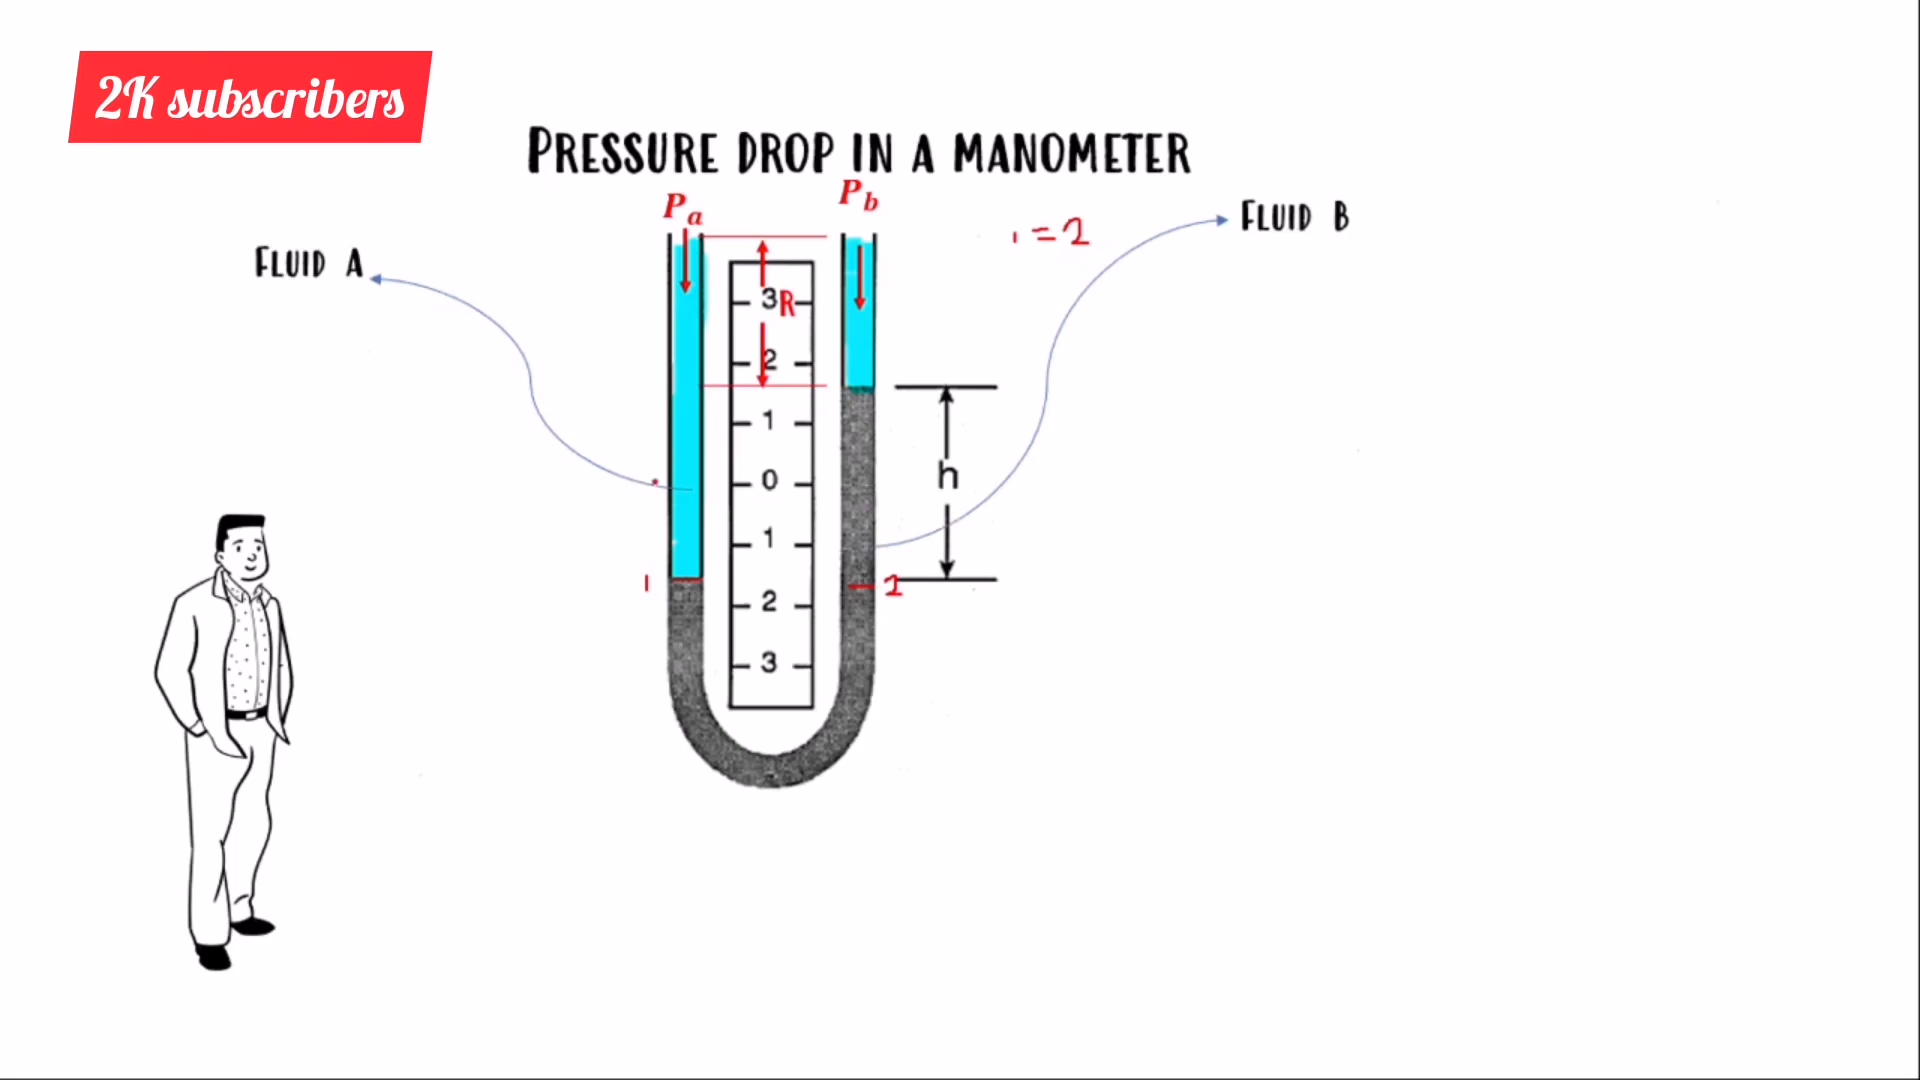 2K subscribers
PRESSURE DROP IN A MANOMETER
Pa
Pb
FLUID B
1 = 2
FLUID A
3
R
2
1
0
h
1
1
2
2
3